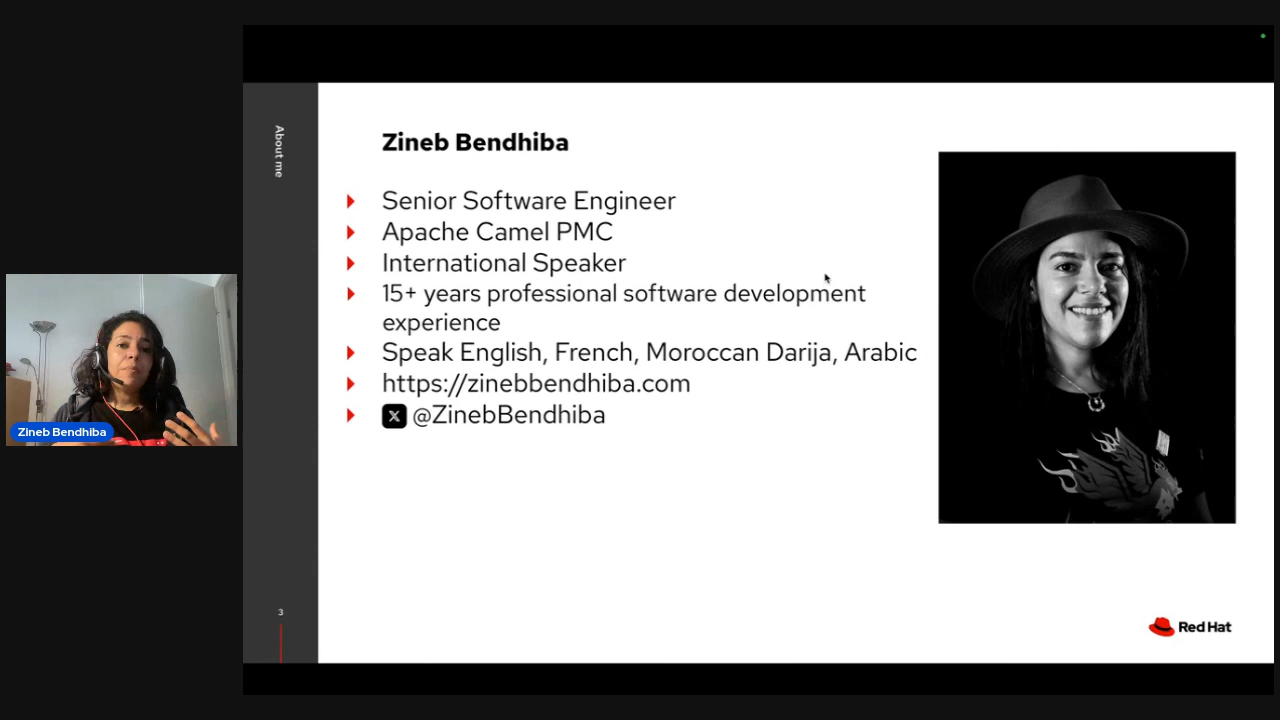 About me
Zineb Bendhiba
Senior Software Engineer
Apache Camel PMC
International Speaker
15+ years professional software development
experience
Speak English, French, Moroccan Darija, Arabic
https://zinebbendhiba.com
X @ZinebBendhiba
Zineb Bendhiba
3
Red Hat